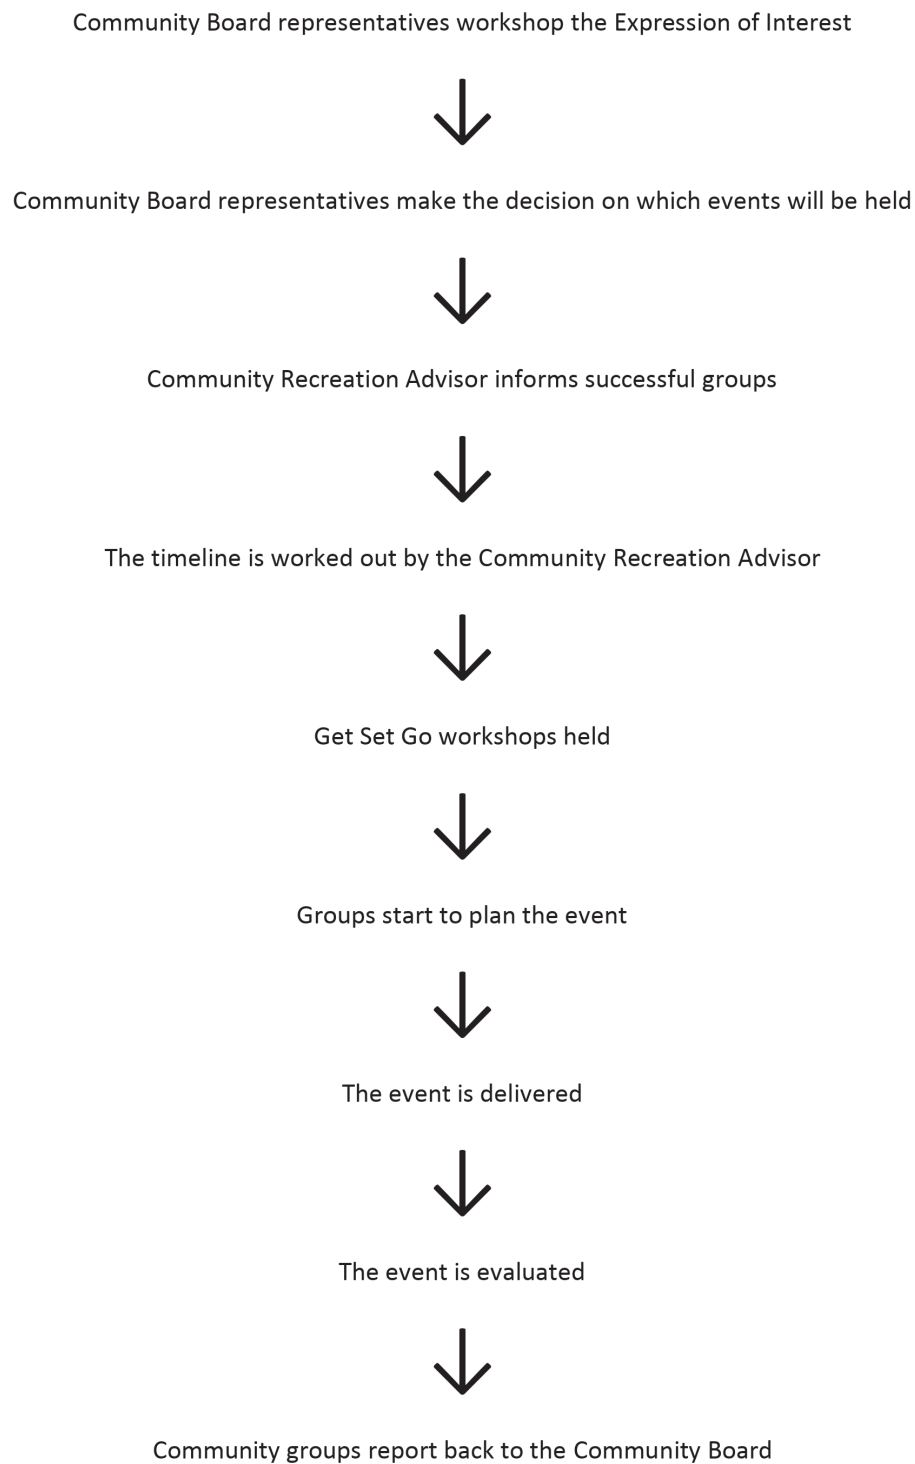 Community Board representatives workshop the Expression of Interest
Community Board representatives make the decision on which events will be held
Community Recreation Advisor informs successful groups
The timeline is worked out by the Community Recreation Advisor
Get Set Go workshops held
Groups start to plan the event
The event is delivered
The event is evaluated
Community groups report back to the Community Board